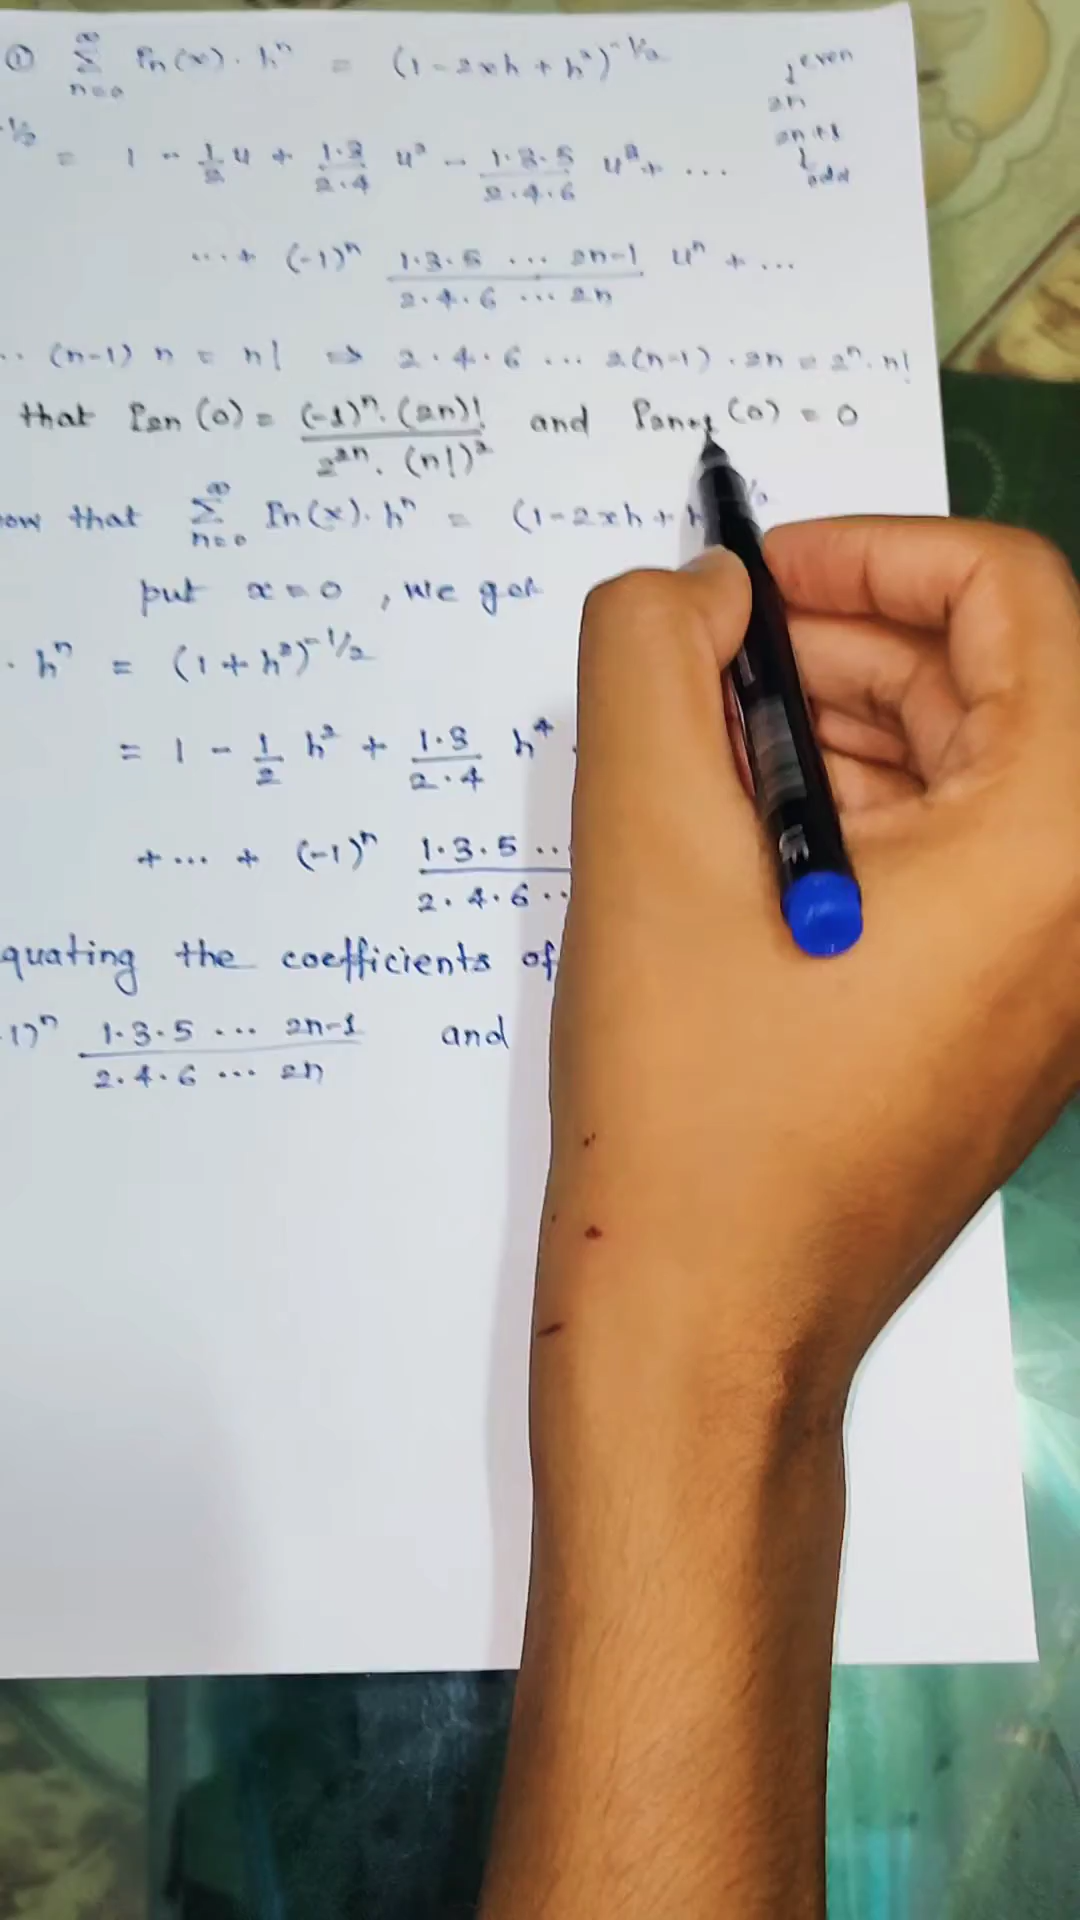 ① ∞∑n=0 Pn(x) · hⁿ = (1-2xh+h²)^-1/2
↓ even
2n
2n+1
↓ odd
-1/2 = 1 - 1/2 u + 1·3/2·4 u² - 1·3·5/2·4·6 u³ + ...
...+ (-1)ⁿ 1·3·5 ... 2n-1/2·4·6 ... 2n uⁿ + ...
.. (n-1) n = n! ⇒ 2·4·6 ... 2(n-1) · 2n = 2ⁿ · n!
that P2n (0) = (-1)ⁿ · (2n)!/2^2n · (n!)² and P2n+1 (0) = 0
ow that ∞∑n=0 Pn(x) · hⁿ = (1-2xh+h
put x=0 , we get
· hⁿ = (1+h²)^-1/2
= 1 - 1/2 h² + 1·3/2·4 h⁴
+ ... + (-1)ⁿ 1·3·5 ../2·4·6 ..
quating the coefficients of
1)ⁿ 1·3·5 ... 2n-1/2·4·6 ... 2n and